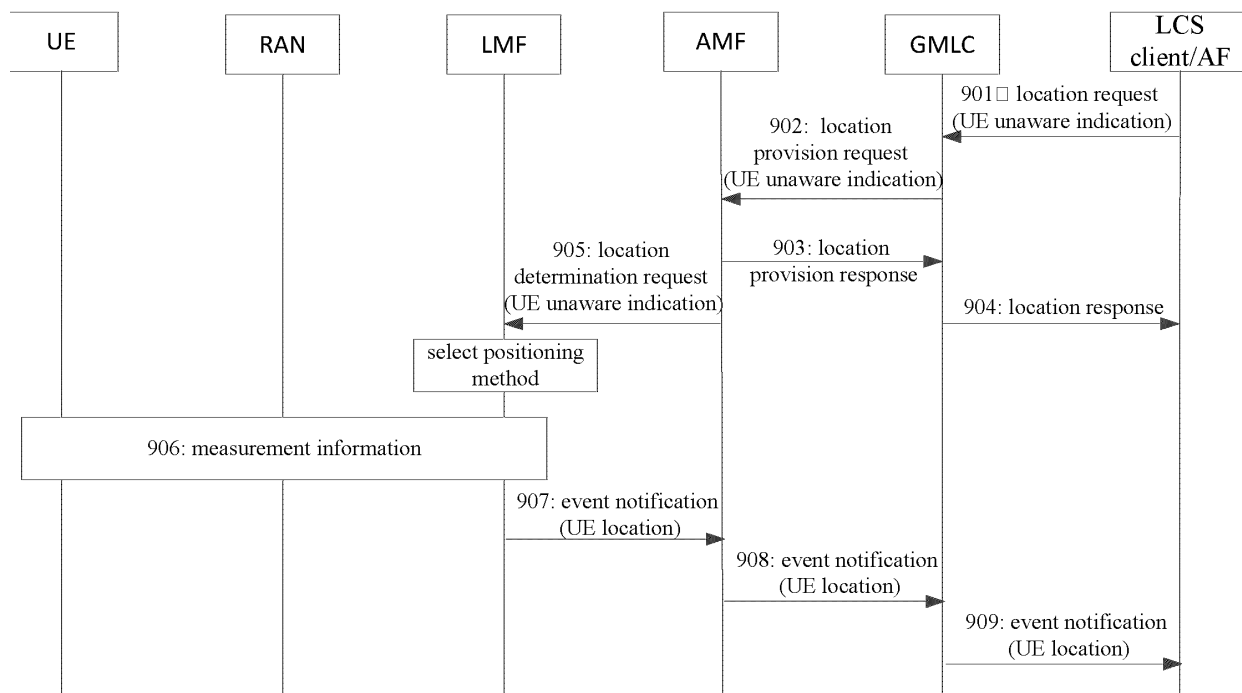 UE
RAN
LMF
AMF
GMLC
LCS
client/AF
901□ location request
(UE unaware indication)
902: location
provision request
(UE unaware indication)
905: location
determination request
(UE unaware indication)
903: location
provision response
904: location response
select positioning
method
906: measurement information
907: event notification
(UE location)
908: event notification
(UE location)
909: event notification
(UE location)